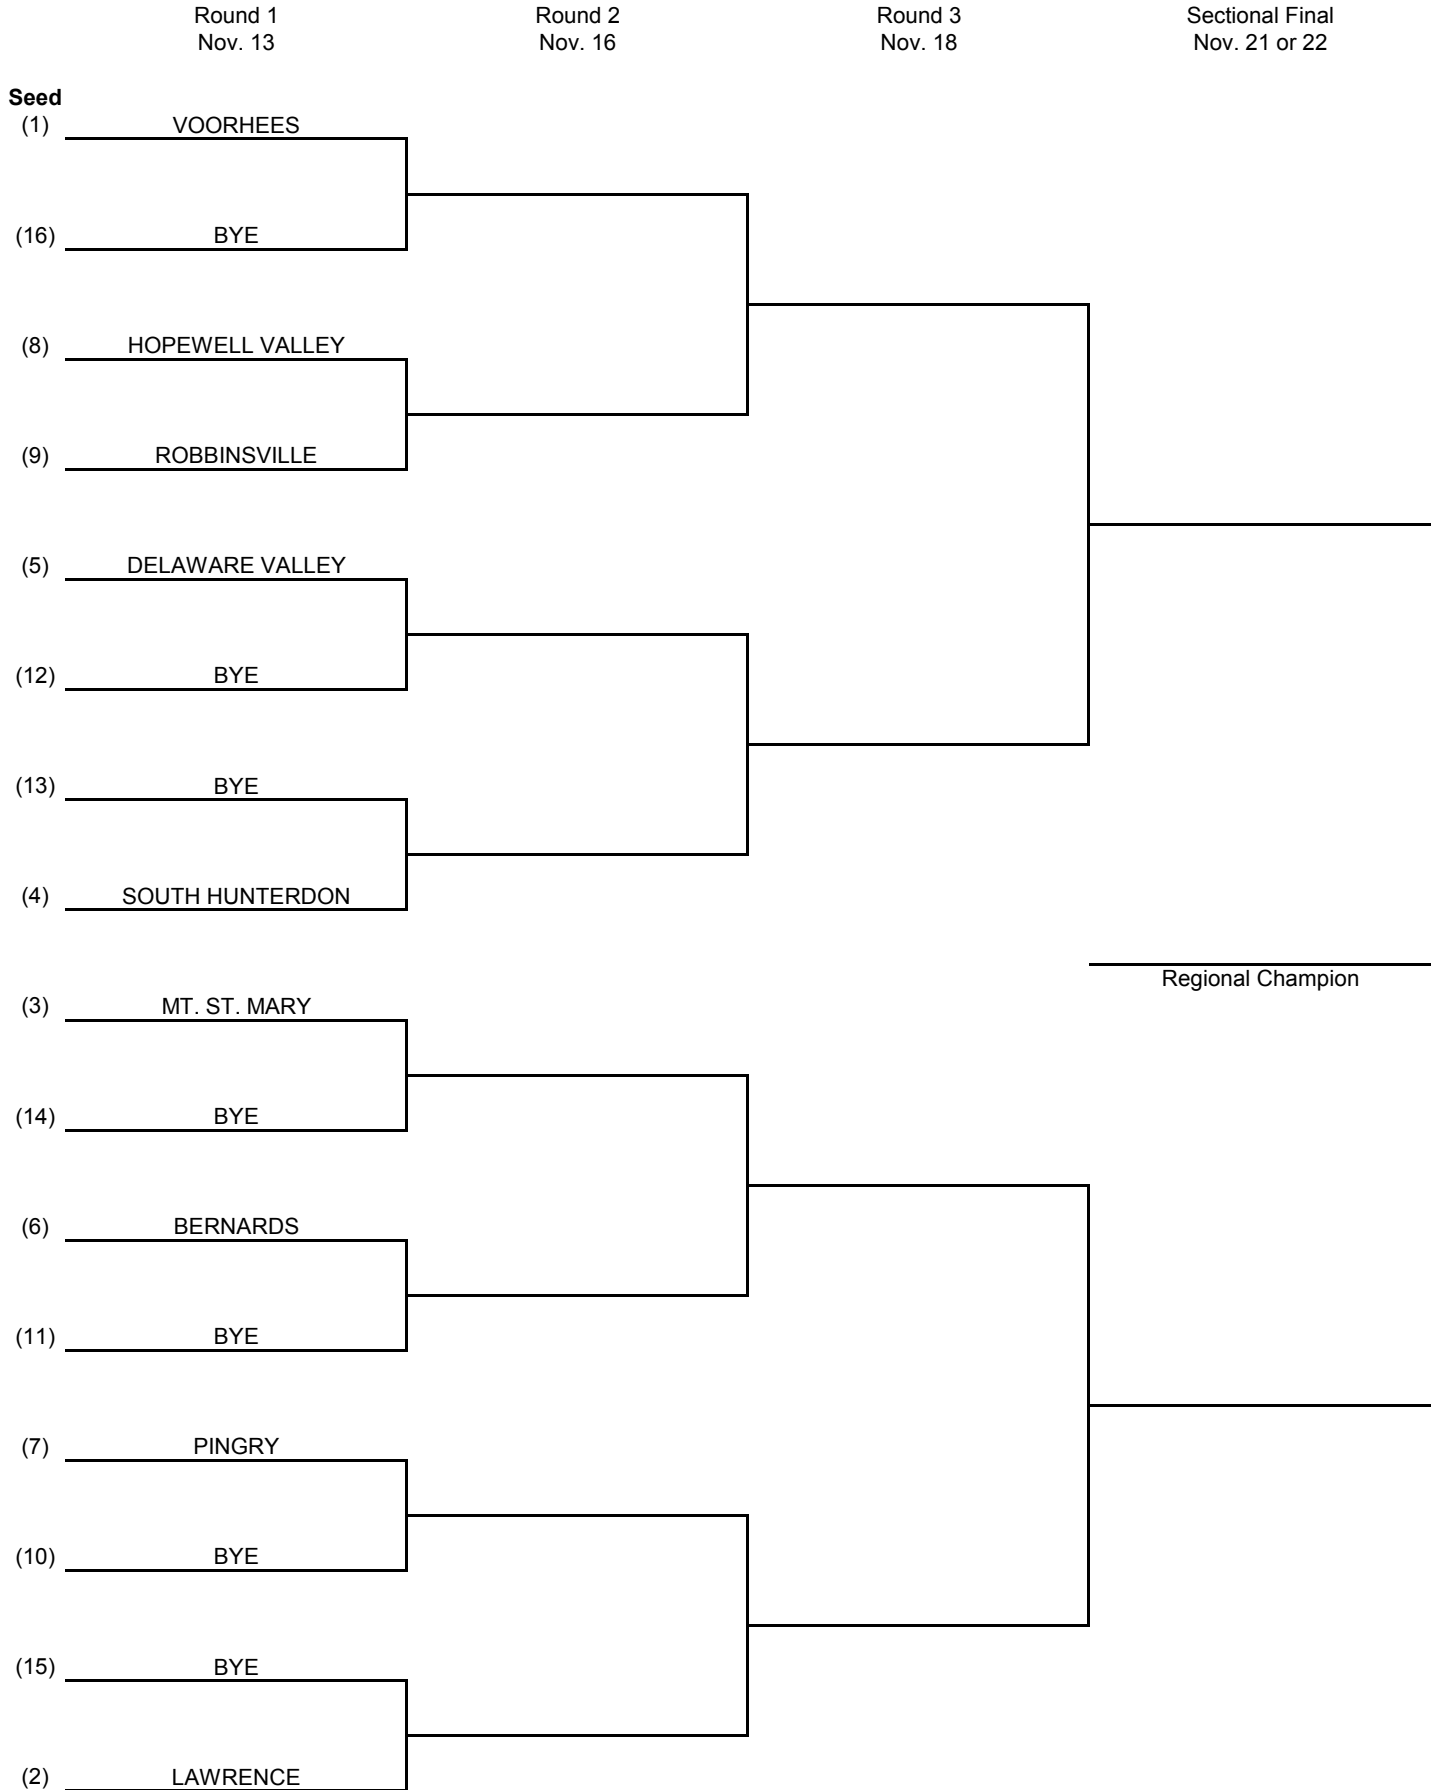 Round 1 Round 2 Round 3 Sectional Final
Nov. 13 Nov. 16 Nov. 18 Nov. 21 or 22
Seed
(1) VOORHEES
(16) BYE
(8) HOPEWELL VALLEY
(9) ROBBINSVILLE
(5) DELAWARE VALLEY
(12) BYE
(13) BYE
(4) SOUTH HUNTERDON
Regional Champion
(3) MT. ST. MARY
(14) BYE
(6) BERNARDS
(11) BYE
(7) PINGRY
(10) BYE
(15) BYE
(2) LAWRENCE